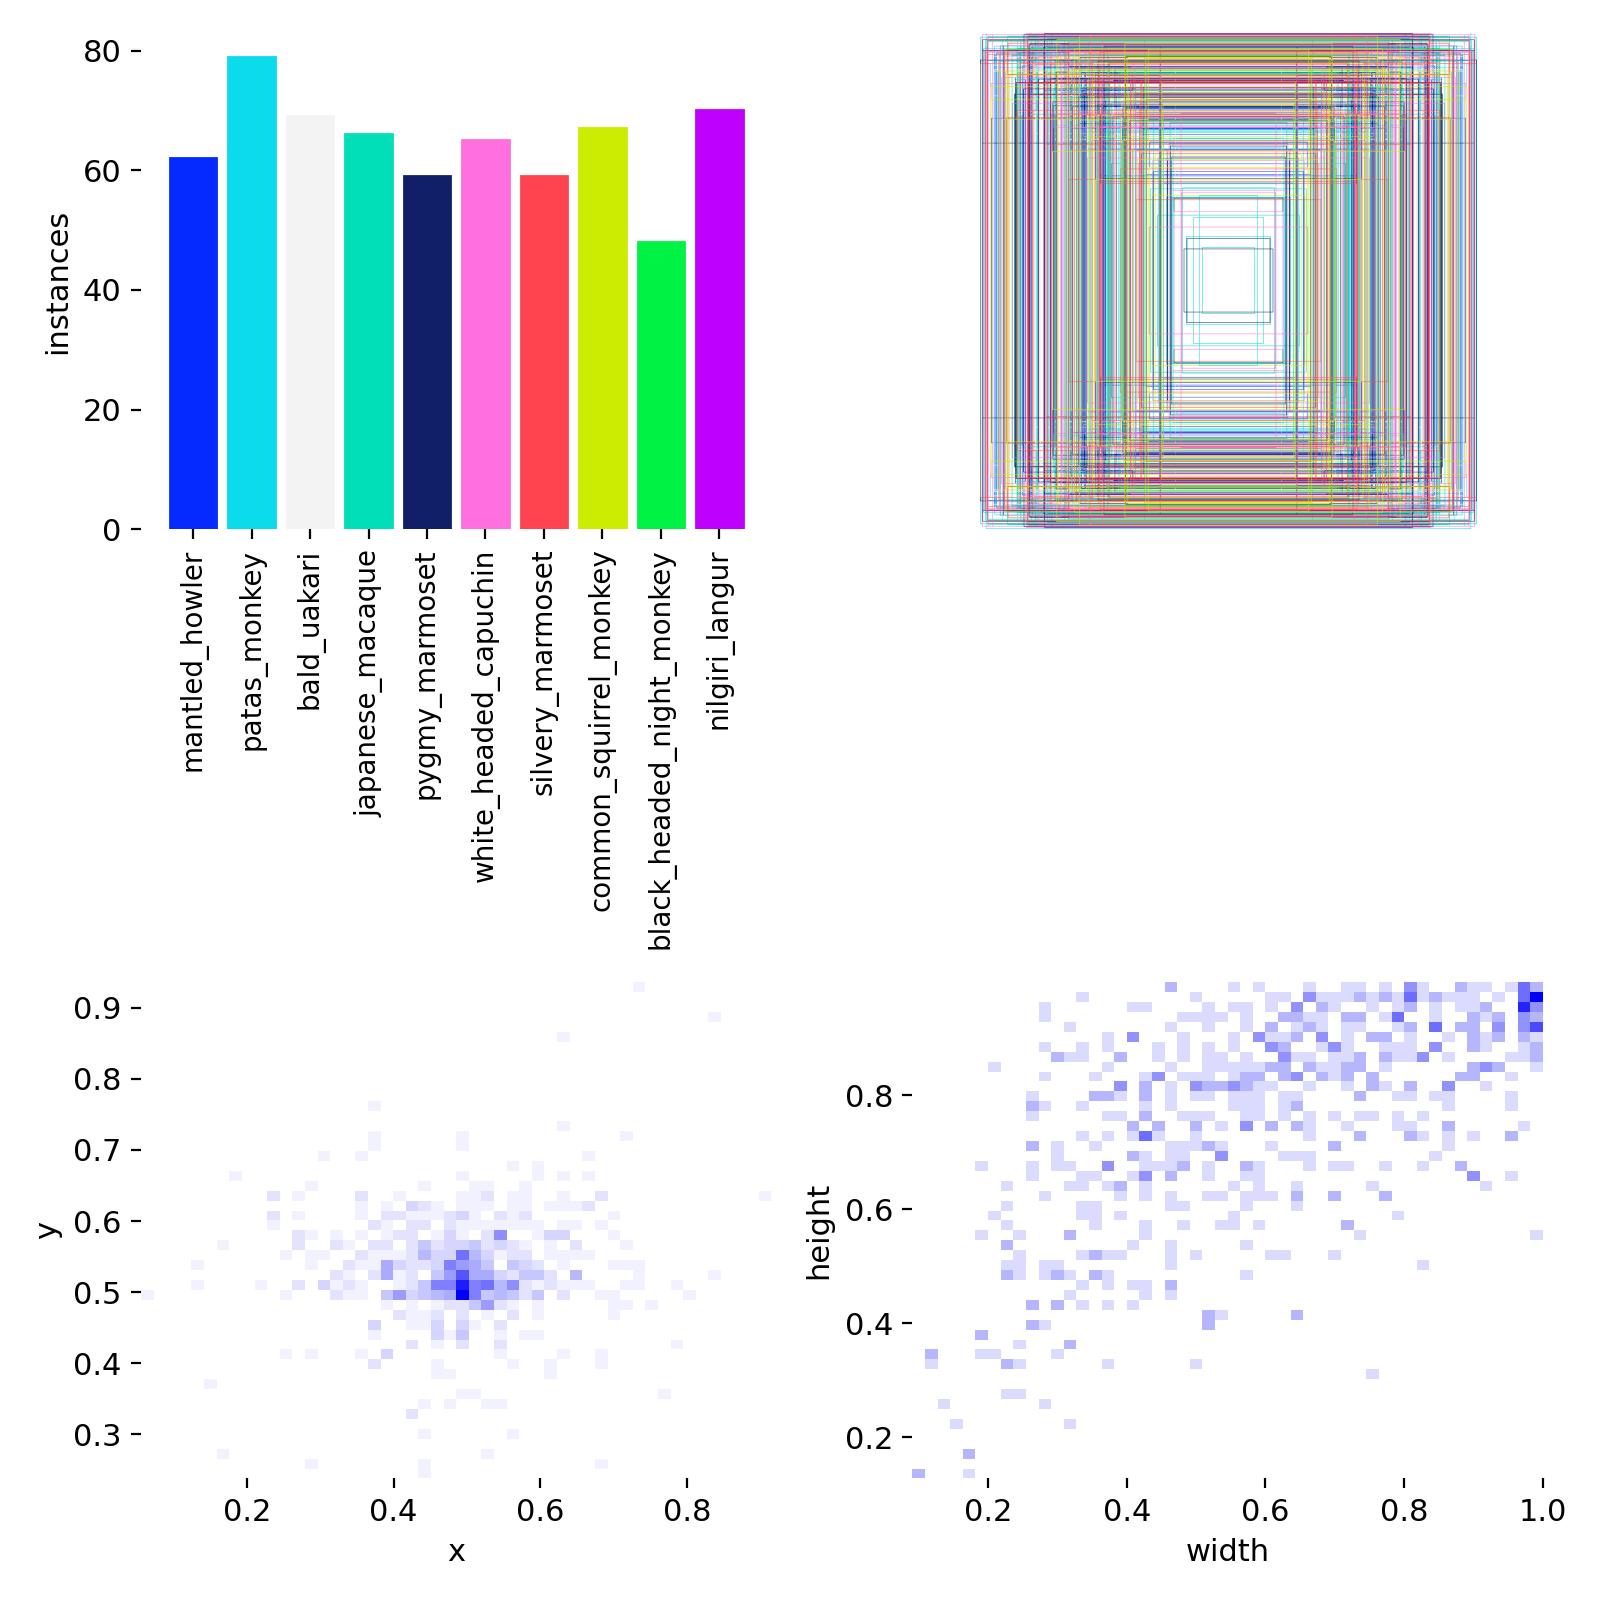 80
60
40
20
0
instances
mantled_howler
patas_monkey
bald_uakari
japanese_macaque
pygmy_marmoset
white_headed_capuchin
silvery_marmoset
common_squirrel_monkey
black_headed_night_monkey
nilgiri_langur
0.9
0.8
0.7
0.6
0.5
0.4
0.3
y
0.2 0.4 0.6 0.8
x
0.8
0.6
0.4
0.2
height
0.2 0.4 0.6 0.8 1.0
width